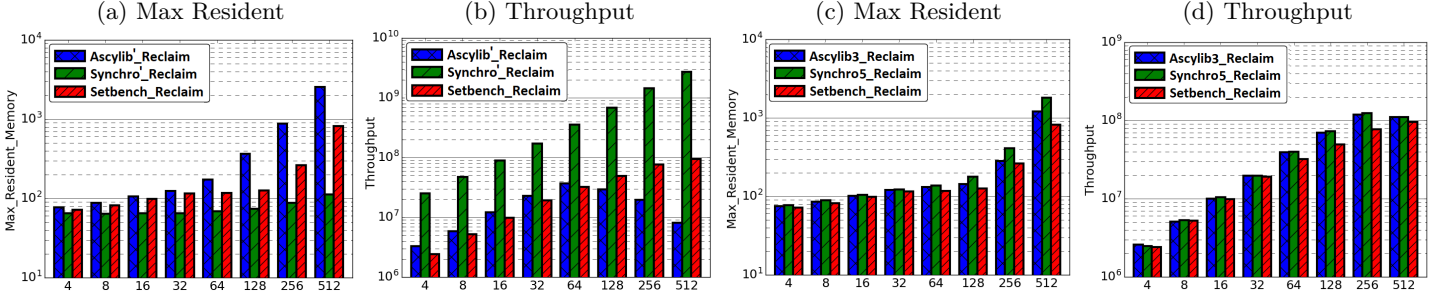 (a) Max Resident
Max_Resident_Memory
10^4
10^3
10^2
10^1
Ascylib'_Reclaim
Synchro'_Reclaim
Setbench_Reclaim
4 8 16 32 64 128 256 512
(b) Throughput
Throughput
10^10
10^9
10^8
10^7
10^6
Ascylib'_Reclaim
Synchro'_Reclaim
Setbench_Reclaim
4 8 16 32 64 128 256 512
(c) Max Resident
Max_Resident_Memory
10^4
10^3
10^2
10^1
Ascylib3_Reclaim
Synchro5_Reclaim
Setbench_Reclaim
4 8 16 32 64 128 256 512
(d) Throughput
Throughput
10^9
10^8
10^7
10^6
Ascylib3_Reclaim
Synchro5_Reclaim
Setbench_Reclaim
4 8 16 32 64 128 256 512